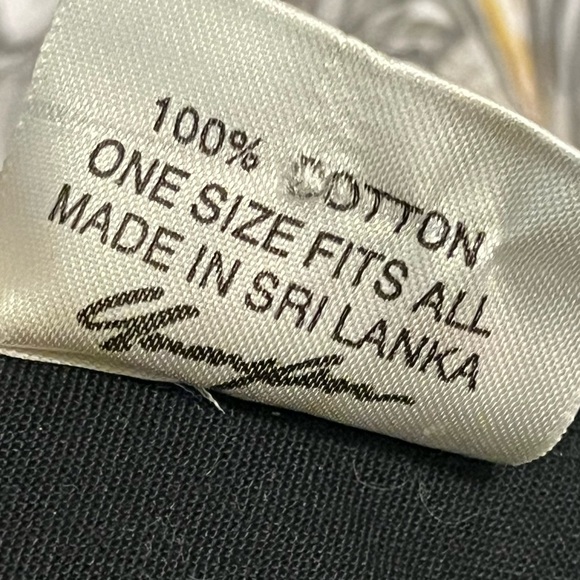 100% COTTON
ONE SIZE FITS ALL
MADE IN SRI LANKA